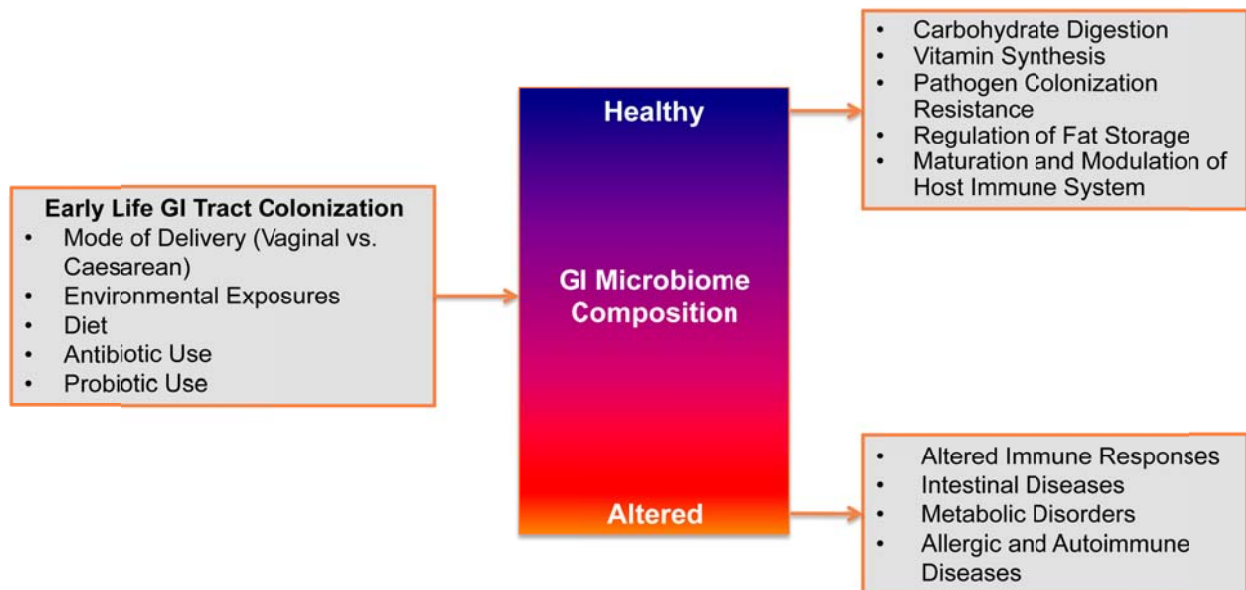 Early Life GI Tract Colonization
• Mode of Delivery (Vaginal vs.
Caesarean)
• Environmental Exposures
• Diet
• Antibiotic Use
• Probiotic Use
Healthy
GI Microbiome
Composition
Altered
• Carbohydrate Digestion
• Vitamin Synthesis
• Pathogen Colonization
Resistance
• Regulation of Fat Storage
• Maturation and Modulation of
Host Immune System
• Altered Immune Responses
• Intestinal Diseases
• Metabolic Disorders
• Allergic and Autoimmune
Diseases